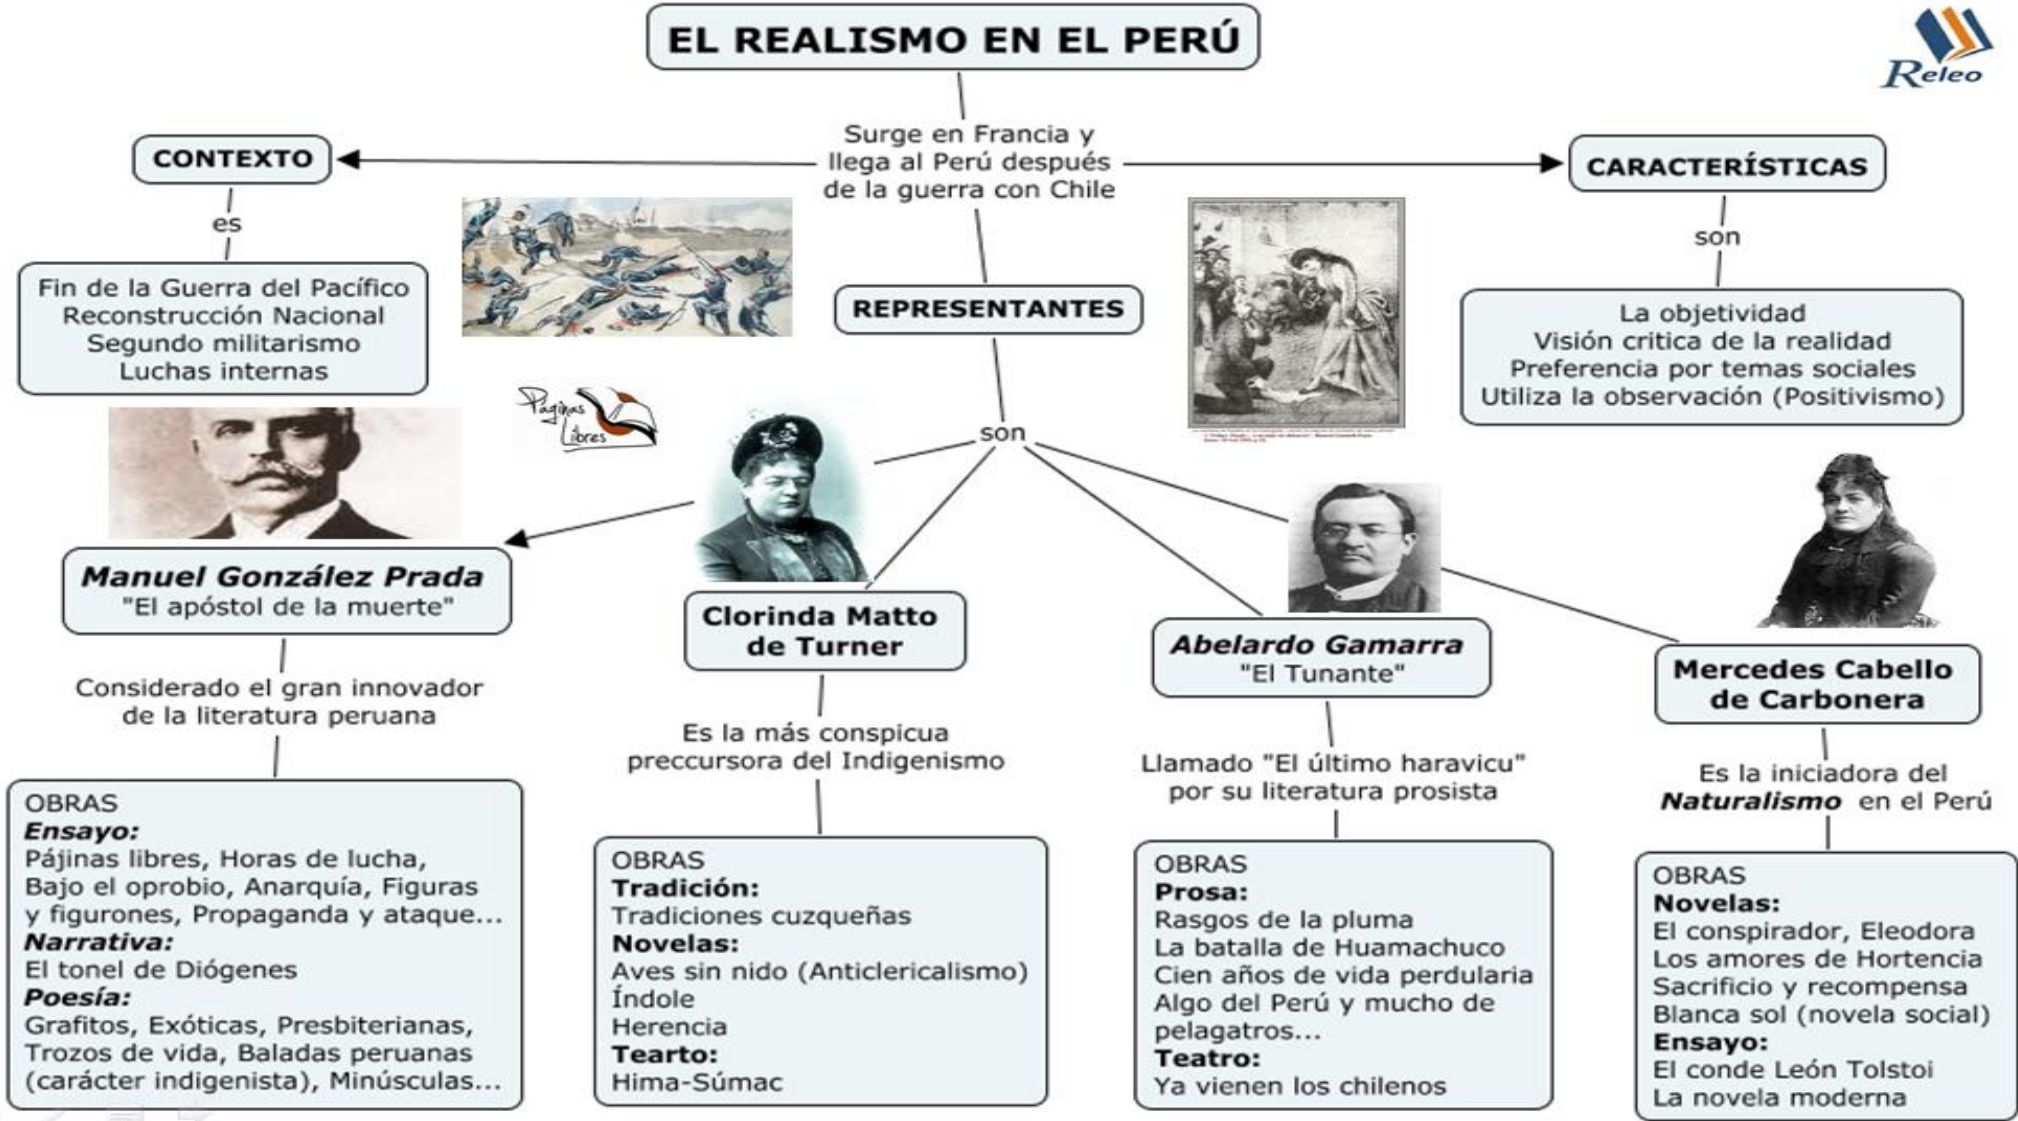 EL REALISMO EN EL PERÚ
Releo
Surge en Francia y
llega al Perú después
de la guerra con Chile
CONTEXTO
es
Fin de la Guerra del Pacífico
Reconstrucción Nacional
Segundo militarismo
Luchas internas
CARACTERÍSTICAS
son
La objetividad
Visión critica de la realidad
Preferencia por temas sociales
Utiliza la observación (Positivismo)
REPRESENTANTES
son
Páginas
Libres
Manuel González Prada
"El apóstol de la muerte"
Considerado el gran innovador
de la literatura peruana
OBRAS
Ensayo:
Pájinas libres, Horas de lucha,
Bajo el oprobio, Anarquía, Figuras
y figurones, Propaganda y ataque...
Narrativa:
El tonel de Diógenes
Poesía:
Grafitos, Exóticas, Presbiterianas,
Trozos de vida, Baladas peruanas
(carácter indigenista), Minúsculas...
Clorinda Matto
de Turner
Es la más conspicua
preccursora del Indigenismo
OBRAS
Tradición:
Tradiciones cuzqueñas
Novelas:
Aves sin nido (Anticlericalismo)
Índole
Herencia
Tearto:
Hima-Súmac
Abelardo Gamarra
"El Tunante"
Llamado "El último haravicu"
por su literatura prosista
OBRAS
Prosa:
Rasgos de la pluma
La batalla de Huamachuco
Cien años de vida perdularia
Algo del Perú y mucho de
pelagatros...
Teatro:
Ya vienen los chilenos
Mercedes Cabello
de Carbonera
Es la iniciadora del
Naturalismo en el Perú
OBRAS
Novelas:
El conspirador, Eleodora
Los amores de Hortencia
Sacrificio y recompensa
Blanca sol (novela social)
Ensayo:
El conde León Tolstoi
La novela moderna